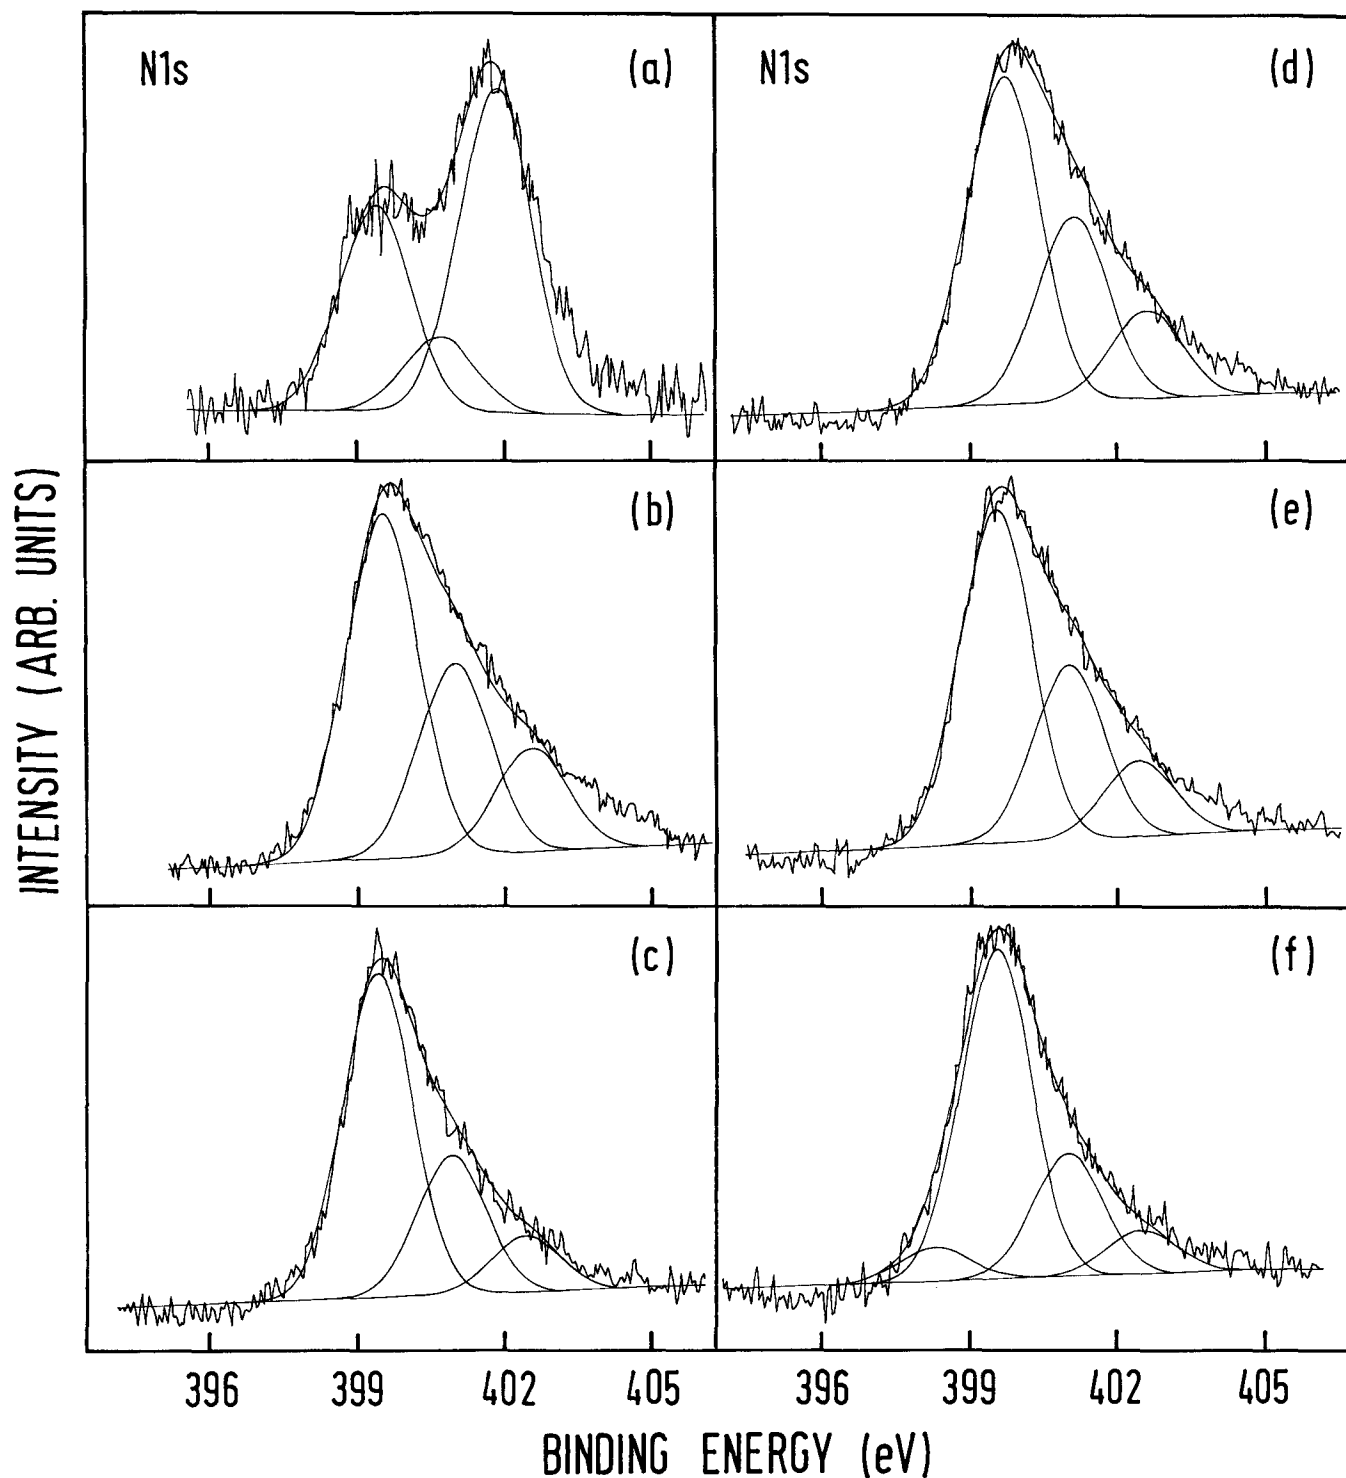 N1s (a)
N1s (d)
(b)
(e)
(c)
(f)
INTENSITY (ARB. UNITS)
396 399 402 405
396 399 402 405
BINDING ENERGY (eV)